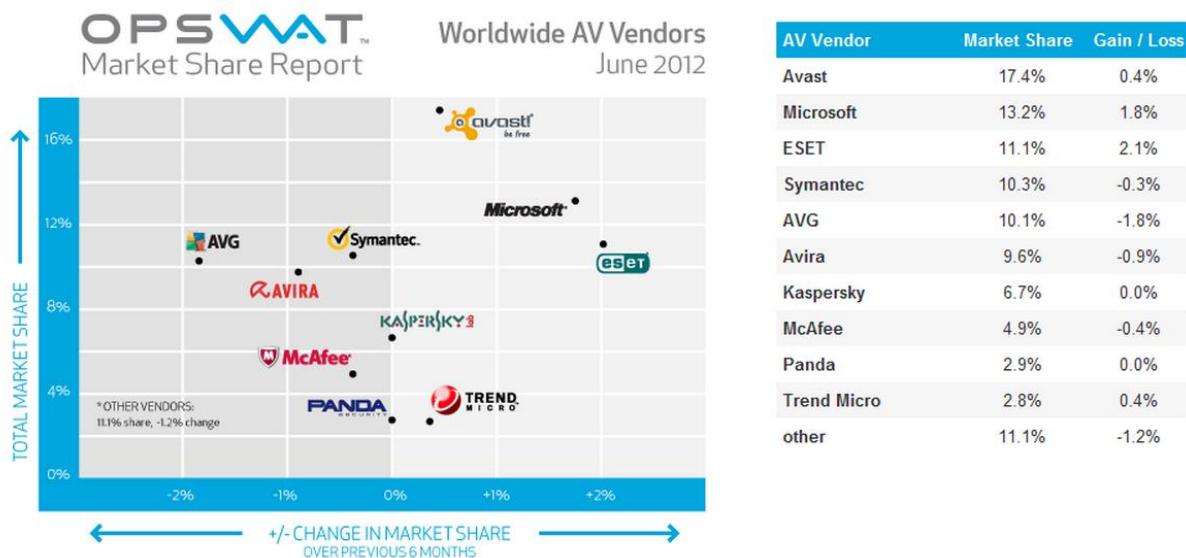 OPSWAT™
Market Share Report
Worldwide AV Vendors
June 2012
TOTAL MARKET SHARE
16%
12%
8%
4%
0%
avast!
be free
Microsoft
AVG
Symantec.
eset
AVIRA
KASPERSKY
McAfee
PANDA
SECURITY
TREND
MICRO
*OTHER VENDORS:
11.1% share, -1.2% change
-2% -1% 0% +1% +2%
+/- CHANGE IN MARKET SHARE
OVER PREVIOUS 6 MONTHS
AV Vendor Market Share Gain / Loss
Avast 17.4% 0.4%
Microsoft 13.2% 1.8%
ESET 11.1% 2.1%
Symantec 10.3% -0.3%
AVG 10.1% -1.8%
Avira 9.6% -0.9%
Kaspersky 6.7% 0.0%
McAfee 4.9% -0.4%
Panda 2.9% 0.0%
Trend Micro 2.8% 0.4%
other 11.1% -1.2%